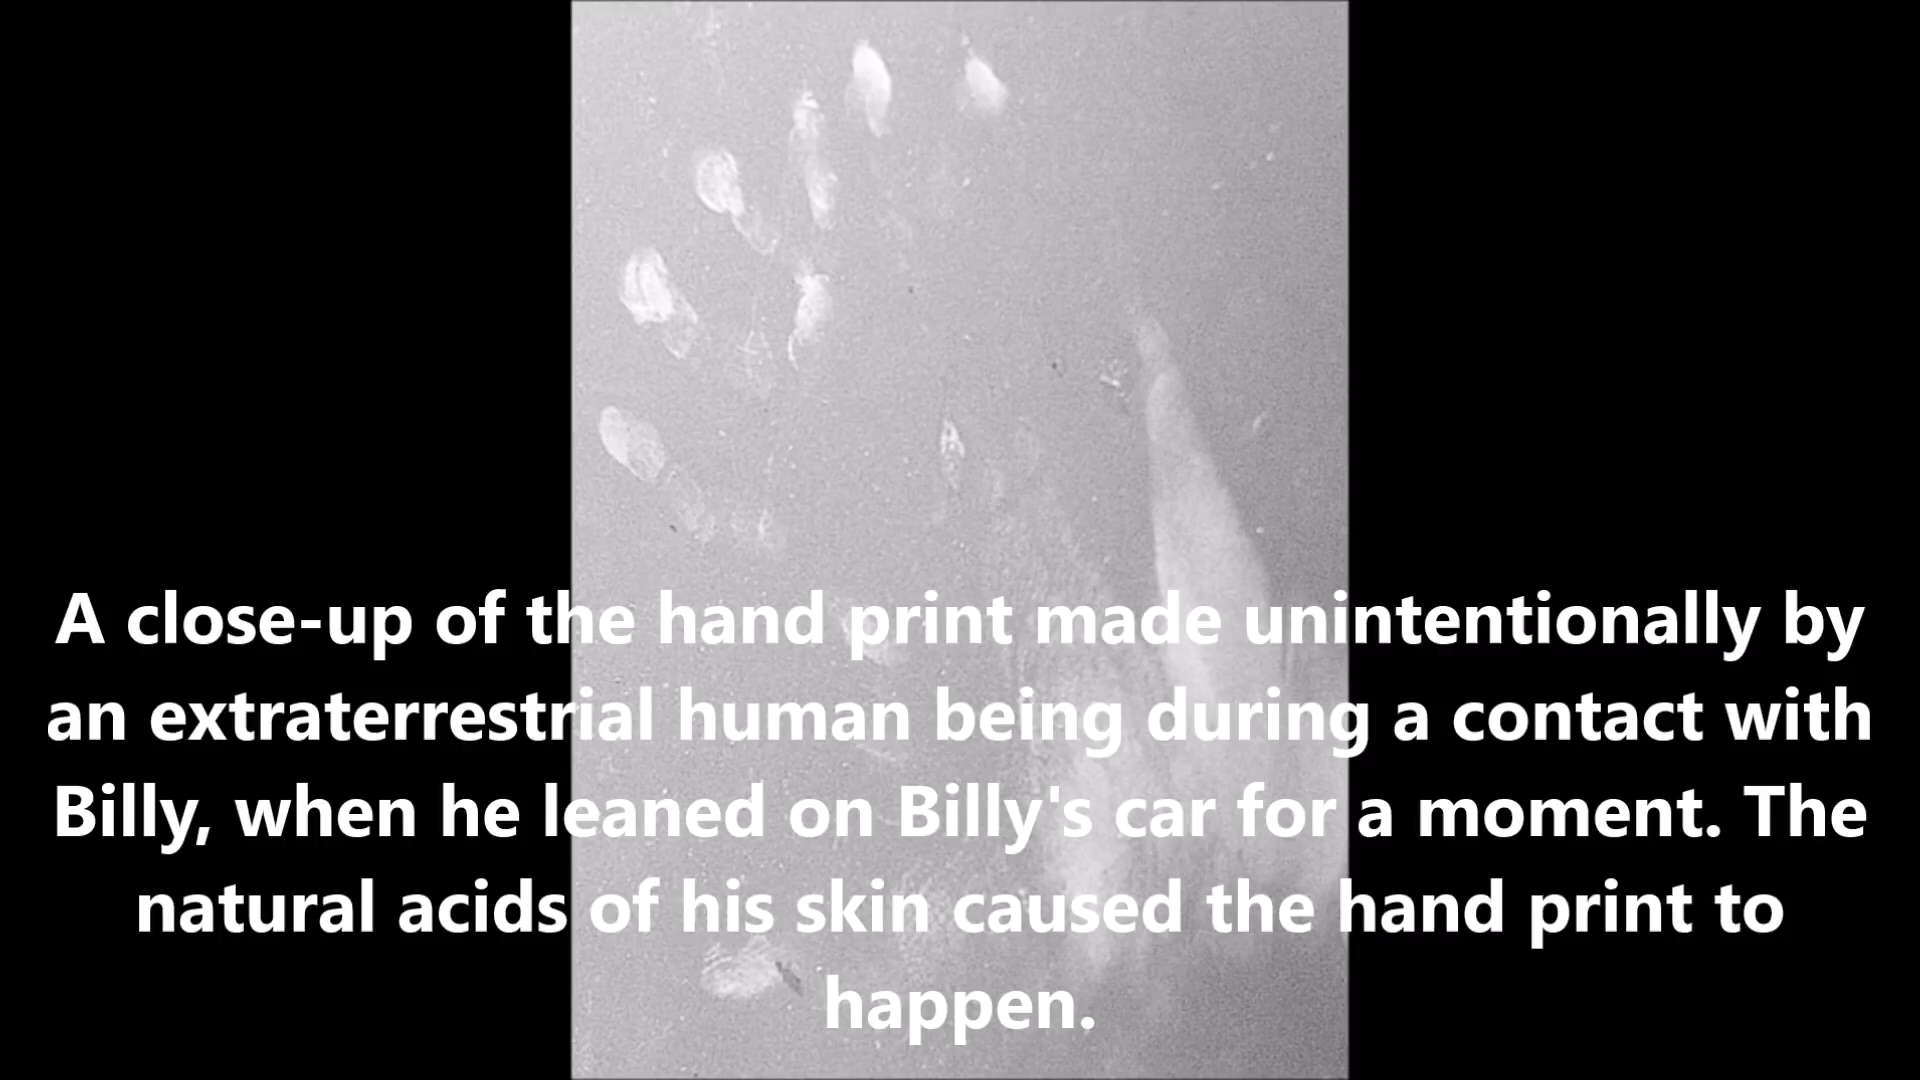 A close-up of the hand print made unintentionally by
an extraterrestrial human being during a contact with
Billy, when he leaned on Billy's car for a moment. The
natural acids of his skin caused the hand print to
happen.